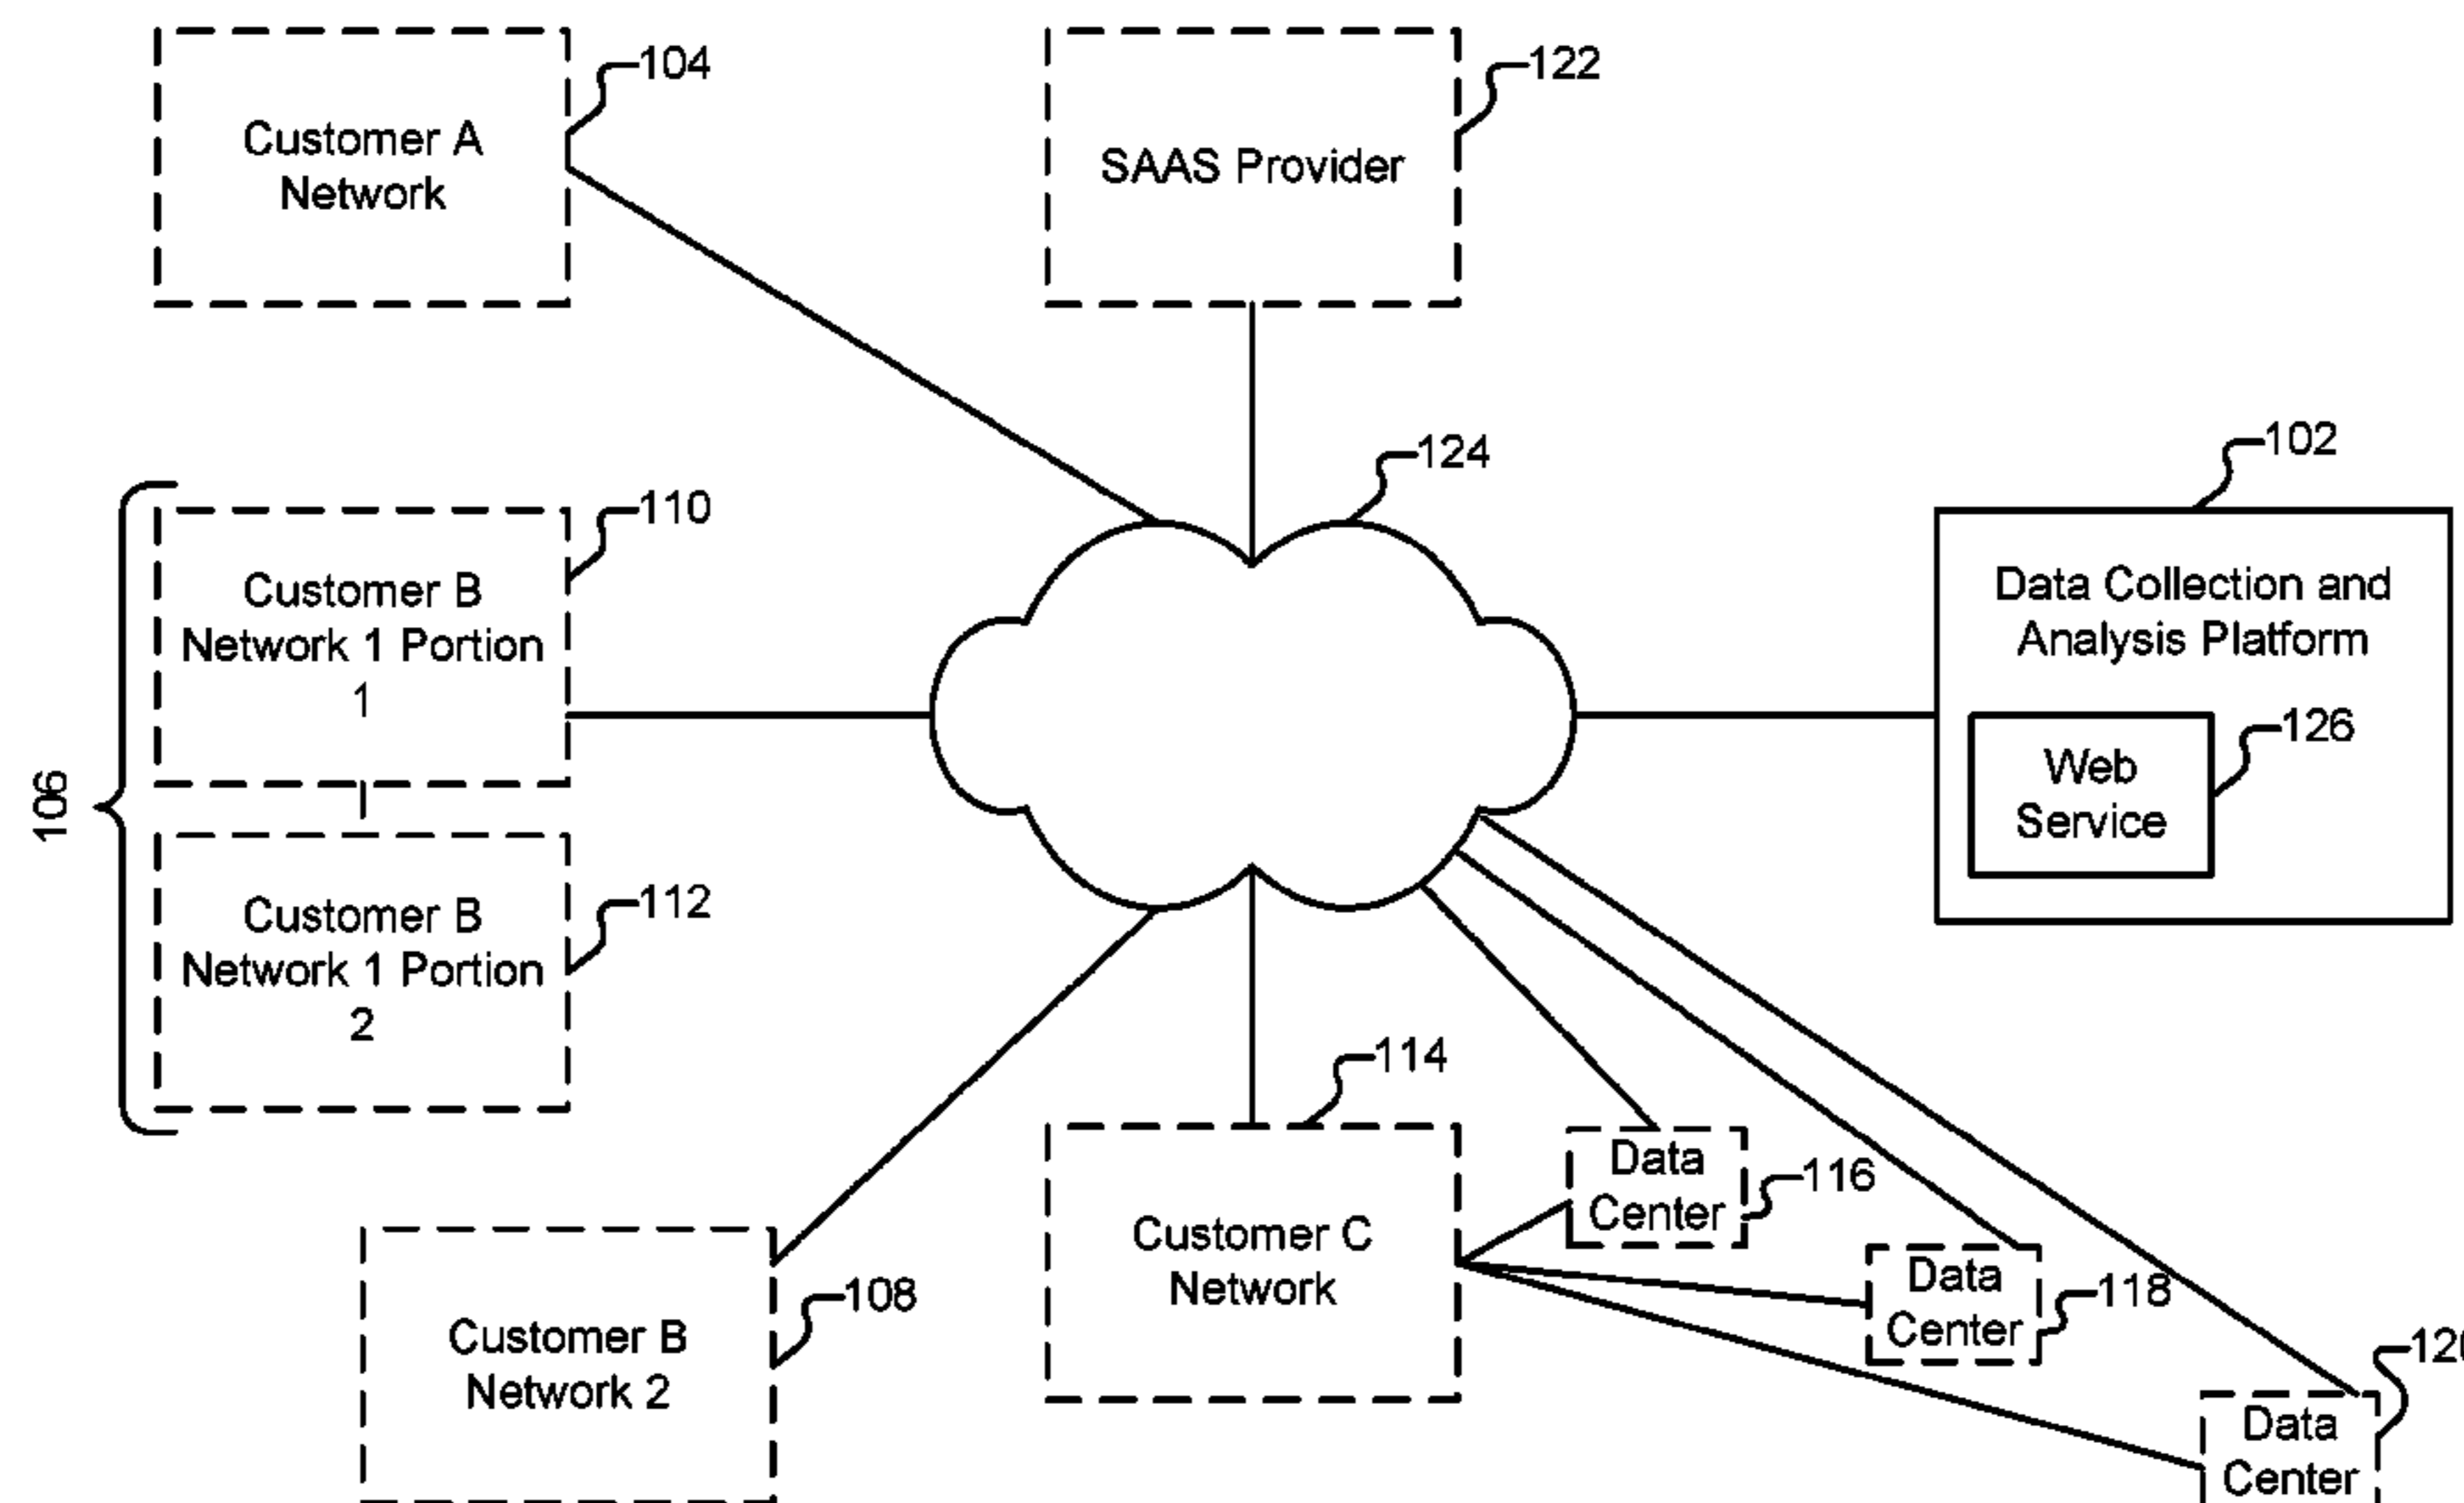 104
Customer A
Network
122
SAAS Provider
124
102
Data Collection and
Analysis Platform
126
Web
Service
106
110
Customer B
Network 1 Portion
1
112
Customer B
Network 1 Portion
2
108
Customer B
Network 2
114
Customer C
Network
116
Data
Center
118
Data
Center
Data
Center